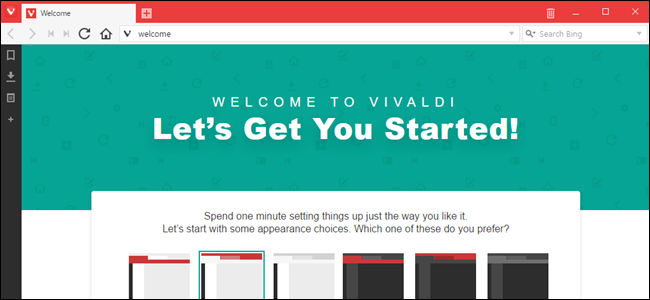 Welcome
welcome
Search Bing
WELCOME TO VIVALDI
Let's Get You Started!
Spend one minute setting things up just the way you like it.
Let's start with some appearance choices. Which one of these do you prefer?